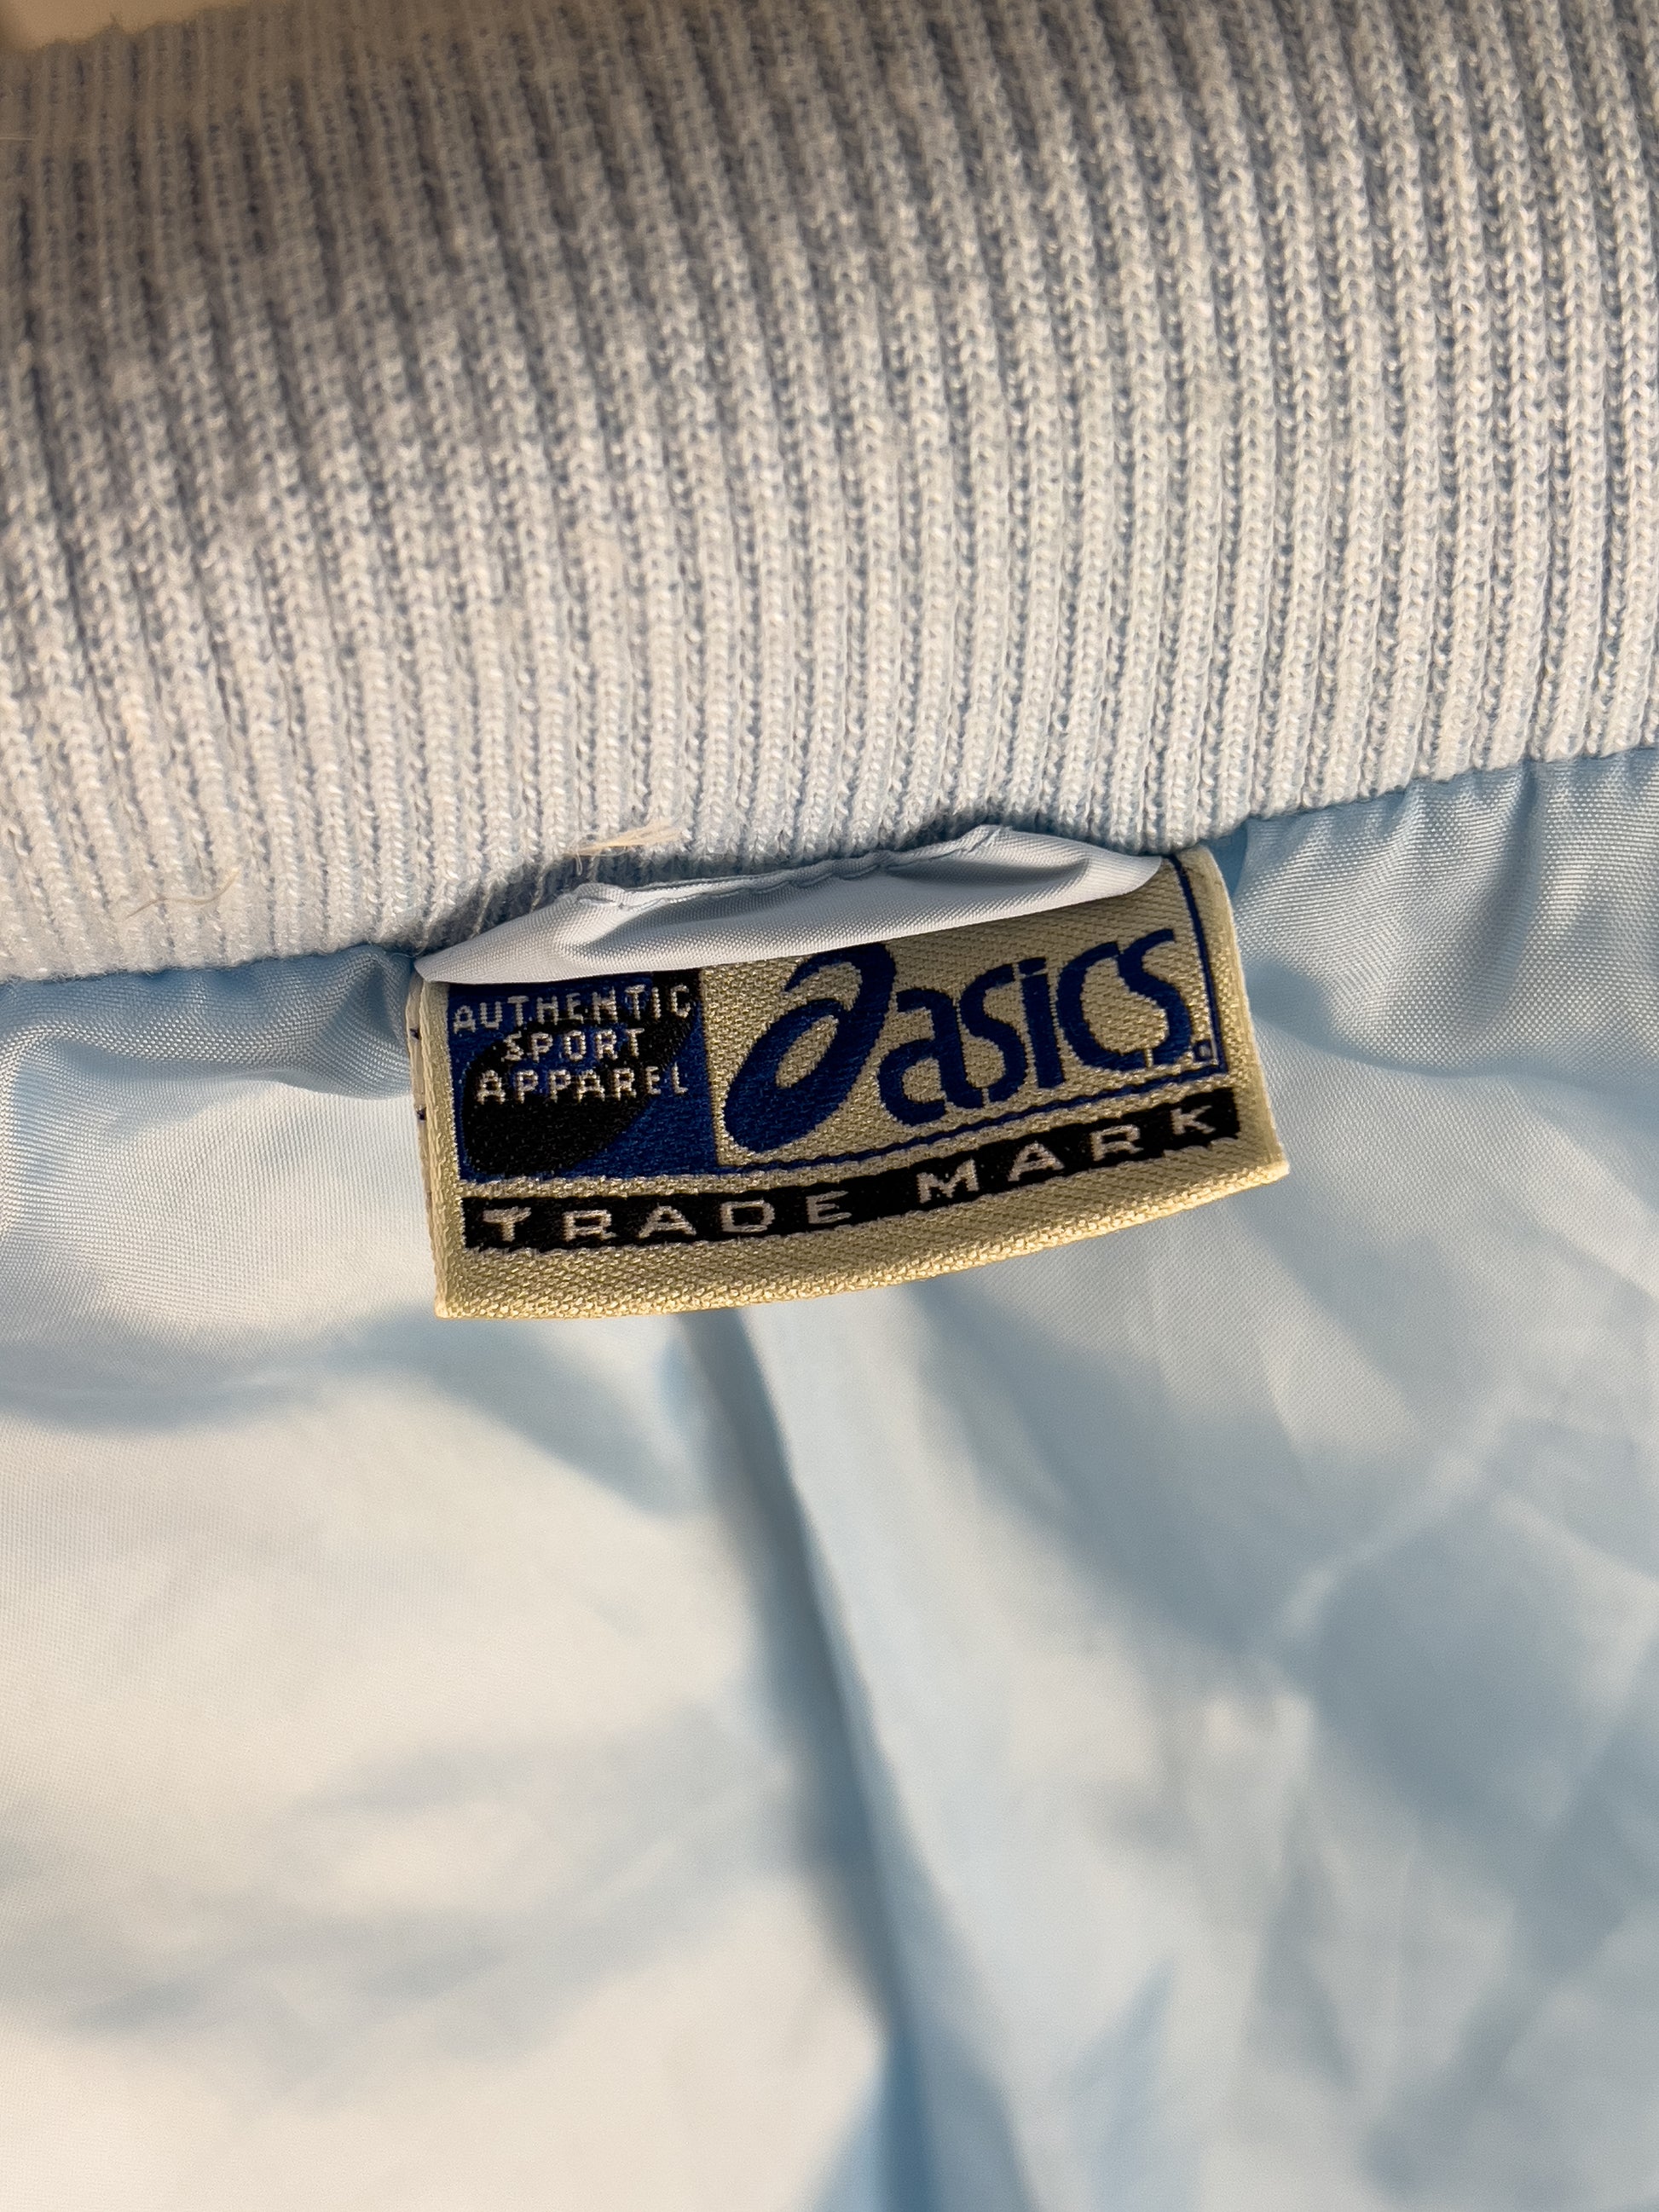 AUTHENTIC
SPORT
APPAREL
asics.
TRADE MARK